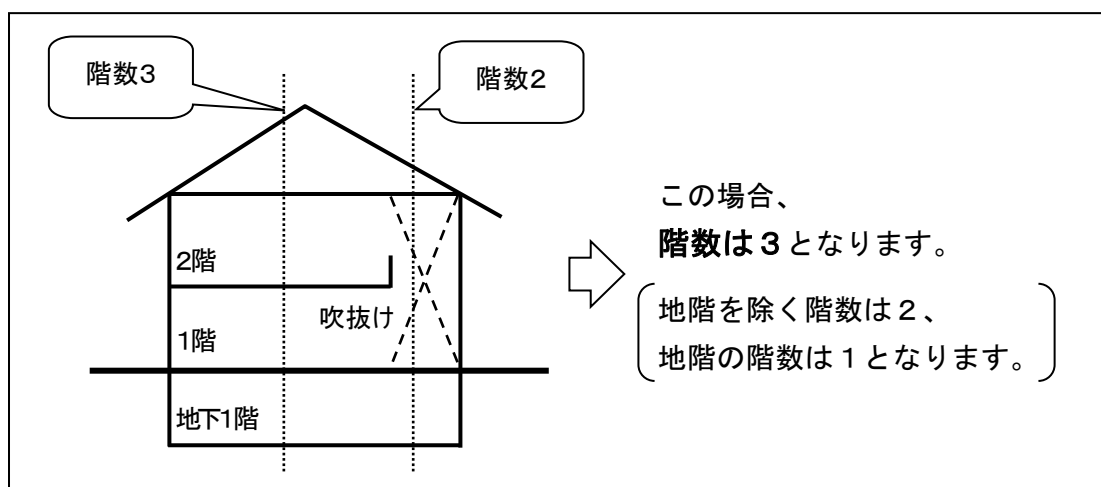 階数3
階数2
2階
吹抜け
1階
地下1階
この場合、
階数は3となります。
地階を除く階数は2、
地階の階数は1となります。